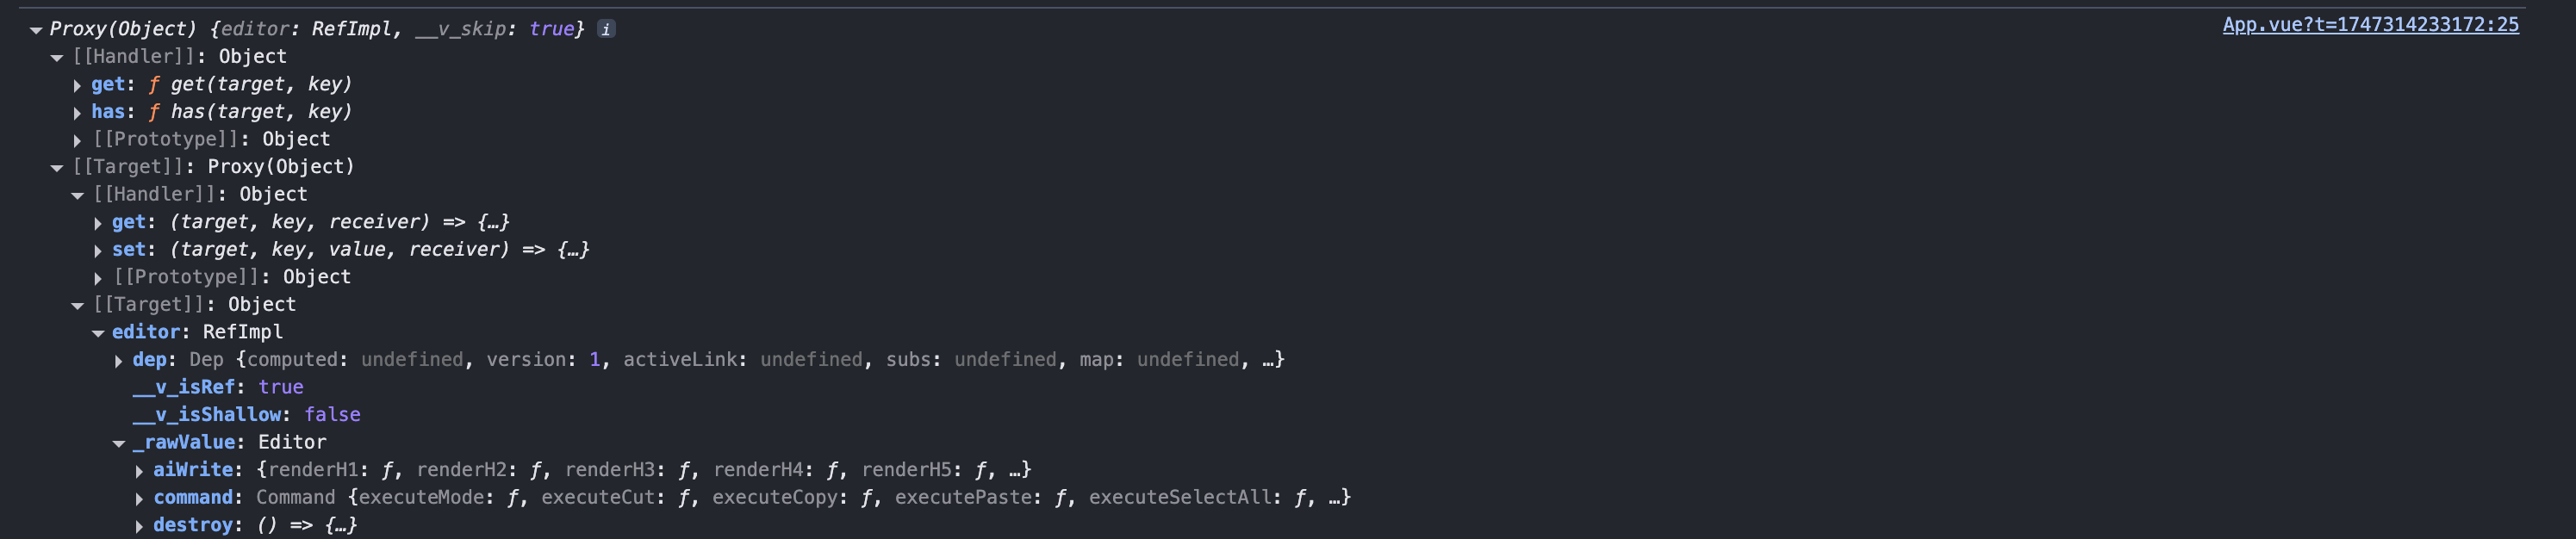 Proxy(Object) {editor: RefImpl, __v_skip: true} i
App.vue?t=1747314233172:25
[[Handler]]: Object
get: ƒ get(target, key)
has: ƒ has(target, key)
[[Prototype]]: Object
[[Target]]: Proxy(Object)
[[Handler]]: Object
get: (target, key, receiver) => {…}
set: (target, key, value, receiver) => {…}
[[Prototype]]: Object
[[Target]]: Object
editor: RefImpl
dep: Dep {computed: undefined, version: 1, activeLink: undefined, subs: undefined, map: undefined, …}
__v_isRef: true
__v_isShallow: false
_rawValue: Editor
aiWrite: {renderH1: ƒ, renderH2: ƒ, renderH3: ƒ, renderH4: ƒ, renderH5: ƒ, …}
command: Command {executeMode: ƒ, executeCut: ƒ, executeCopy: ƒ, executePaste: ƒ, executeSelectAll: ƒ, …}
destroy: () => {…}